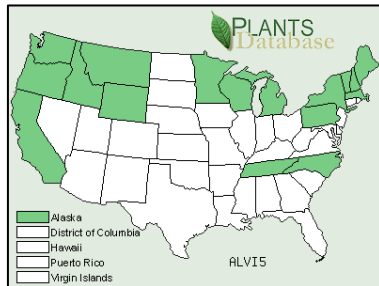 PLANTS
Database
Alaska
District of Columbia
Hawaii
Puerto Rico
Virgin Islands
ALVI5